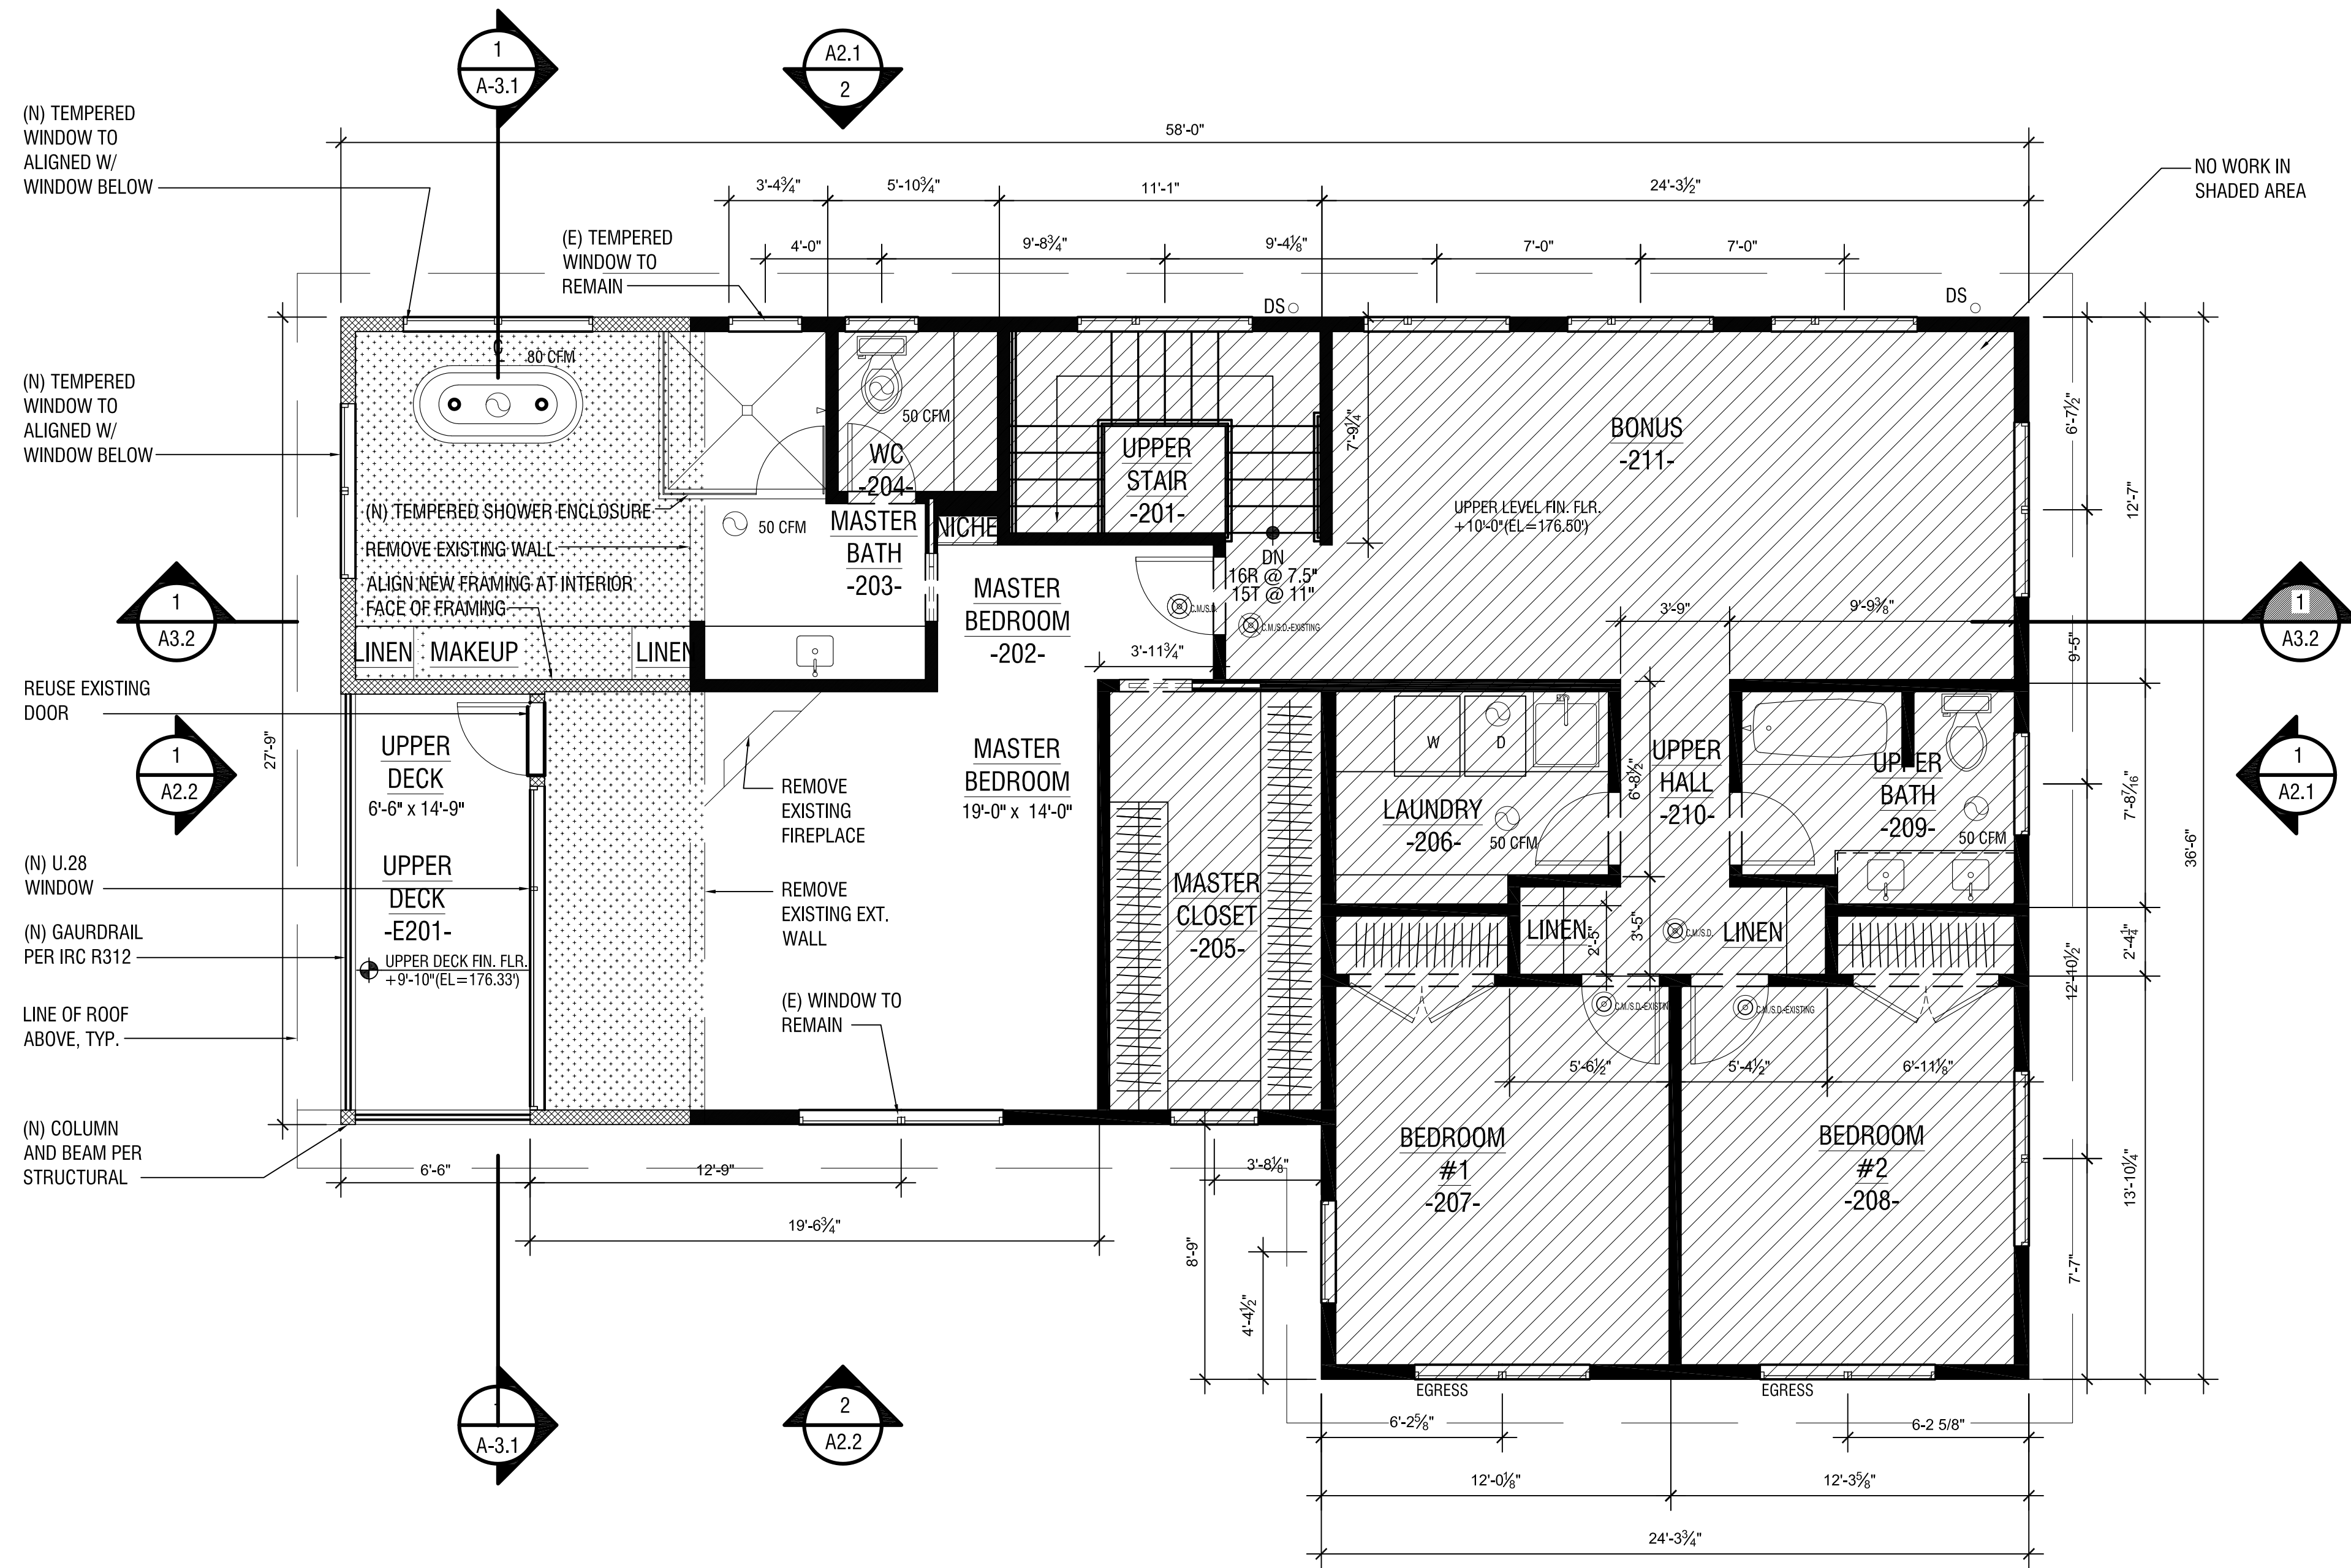 1
A-3.1
A2.1
2
(N) TEMPERED
WINDOW TO
ALIGNED W/
WINDOW BELOW
58'-0"
NO WORK IN
SHADED AREA
3'-4¾"
5'-10¾"
11'-1"
24'-3½"
(E) TEMPERED
WINDOW TO
REMAIN
4'-0"
9'-8¾"
9'-4⅛"
7'-0"
7'-0"
DS
DS
(N) TEMPERED
WINDOW TO
ALIGNED W/
WINDOW BELOW
80 CFM
50 CFM
WC
-204-
UPPER
STAIR
-201-
7'-9¼"
BONUS
-211-
UPPER LEVEL FIN. FLR.
+10'-0"(EL=176.50')
6'-7½"
12'-7"
(N) TEMPERED SHOWER ENCLOSURE
REMOVE EXISTING WALL
ALIGN NEW FRAMING AT INTERIOR
FACE OF FRAMING
50 CFM
MASTER
BATH
-203-
NICHE
DN
16R @ 7.5"
15T @ 11"
C.M./S.D.
C.M./S.D.-EXISTING
MASTER
BEDROOM
-202-
3'-9"
9'-9⅜"
3'-11¾"
1
A3.2
1
A3.2
LINEN
MAKEUP
LINEN
9'-5"
REUSE EXISTING
DOOR
1
A2.2
27'-9"
UPPER
DECK
6'-6" x 14'-9"
REMOVE
EXISTING
FIREPLACE
MASTER
BEDROOM
19'-0" x 14'-0"
W
D
LAUNDRY
-206-
50 CFM
6'-8½"
UPPER
HALL
-210-
UPPER
BATH
-209-
50 CFM
7'-8⁷⁄₁₆"
36'-6"
1
A2.1
(N) U.28
WINDOW
UPPER
DECK
-E201-
UPPER DECK FIN. FLR.
+9'-10"(EL=176.33')
REMOVE
EXISTING EXT.
WALL
MASTER
CLOSET
-205-
LINEN
2'-5"
3'-5"
C.M./S.D.
LINEN
2'-4¼"
12'-10½"
(N) GAURDRAIL
PER IRC R312
LINE OF ROOF
ABOVE, TYP.
(E) WINDOW TO
REMAIN
C.M./S.D.-EXISTING
C.M./S.D.-EXISTING
5'-6½"
5'-4½"
6'-11⅛"
(N) COLUMN
AND BEAM PER
STRUCTURAL
BEDROOM
#1
-207-
BEDROOM
#2
-208-
13'-10¼"
7'-7"
6'-6"
12'-9"
3'-8⅛"
19'-6¾"
8'-9"
4'-4½"
EGRESS
EGRESS
1
A-3.1
2
A2.2
6'-2⅝"
6-2 5/8"
12'-0⅛"
12'-3⅝"
24'-3¾"